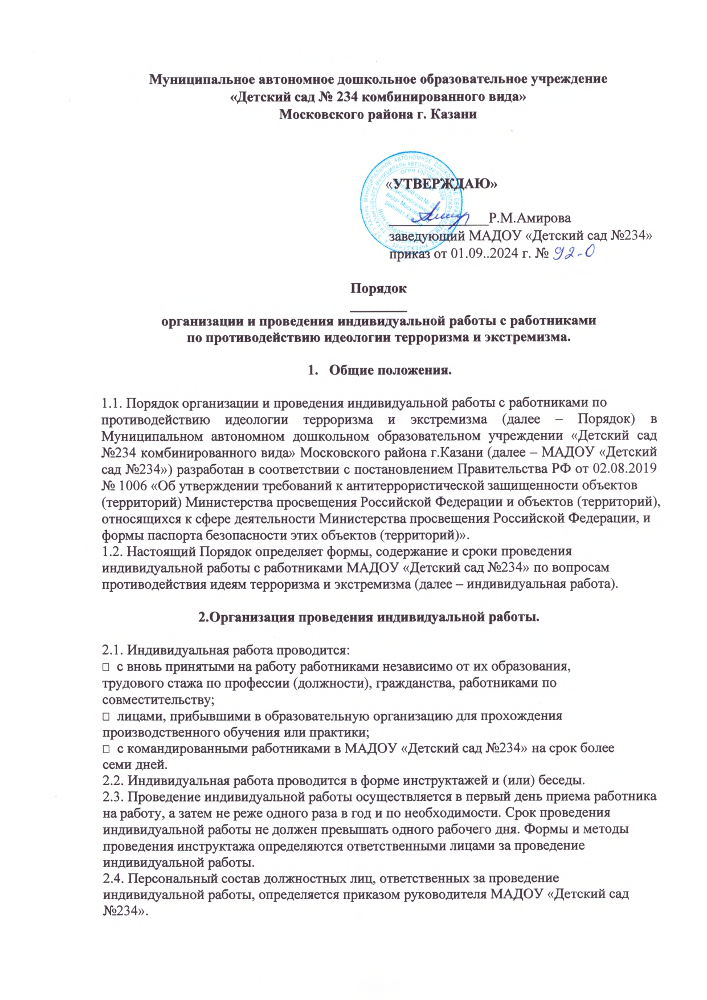 Муниципальное автономное дошкольное образовательное учреждение
«Детский сад № 234 комбинированного вида»
Московского района г. Казани
«УТВЕРЖДАЮ»
______________Р.М.Амирова
заведующий МАДОУ «Детский сад №234»
приказ от 01.09..2024 г. № 92-О
Порядок
________
организации и проведения индивидуальной работы с работниками
по противодействию идеологии терроризма и экстремизма.
1. Общие положения.
1.1. Порядок организации и проведения индивидуальной работы с работниками по
противодействию идеологии терроризма и экстремизма (далее – Порядок) в
Муниципальном автономном дошкольном образовательном учреждении «Детский сад
№234 комбинированного вида» Московского района г.Казани (далее – МАДОУ «Детский
сад №234») разработан в соответствии с постановлением Правительства РФ от 02.08.2019
№ 1006 «Об утверждении требований к антитеррористической защищенности объектов
(территорий) Министерства просвещения Российской Федерации и объектов (территорий),
относящихся к сфере деятельности Министерства просвещения Российской Федерации, и
формы паспорта безопасности этих объектов (территорий)».
1.2. Настоящий Порядок определяет формы, содержание и сроки проведения
индивидуальной работы с работниками МАДОУ «Детский сад №234» по вопросам
противодействия идеям терроризма и экстремизма (далее – индивидуальная работа).
2.Организация проведения индивидуальной работы.
2.1. Индивидуальная работа проводится:
□ с вновь принятыми на работу работниками независимо от их образования,
трудового стажа по профессии (должности), гражданства, работниками по
совместительству;
□ лицами, прибывшими в образовательную организацию для прохождения
производственного обучения или практики;
□ с командированными работниками в МАДОУ «Детский сад №234» на срок более
семи дней.
2.2. Индивидуальная работа проводится в форме инструктажей и (или) беседы.
2.3. Проведение индивидуальной работы осуществляется в первый день приема работника
на работу, а затем не реже одного раза в год и по необходимости. Срок проведения
индивидуальной работы не должен превышать одного рабочего дня. Формы и методы
проведения инструктажа определяются ответственными лицами за проведение
индивидуальной работы.
2.4. Персональный состав должностных лиц, ответственных за проведение
индивидуальной работы, определяется приказом руководителя МАДОУ «Детский сад
№234».